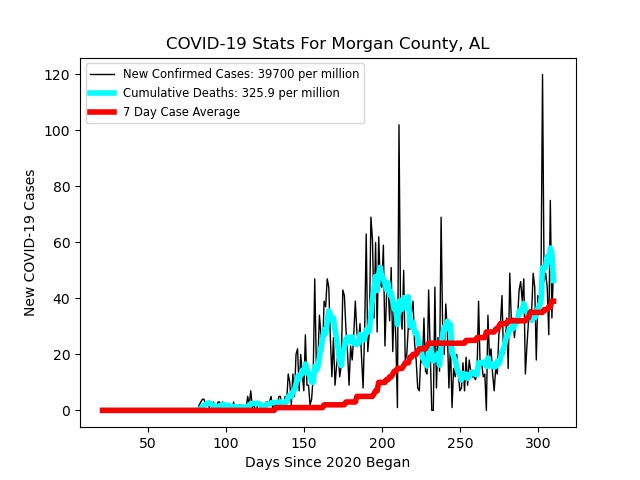 COVID-19 Stats For Morgan County, AL
New Confirmed Cases: 39700 per million
Cumulative Deaths: 325.9 per million
7 Day Case Average
120
100
80
60
40
20
0
New COVID-19 Cases
50 100 150 200 250 300
Days Since 2020 Began